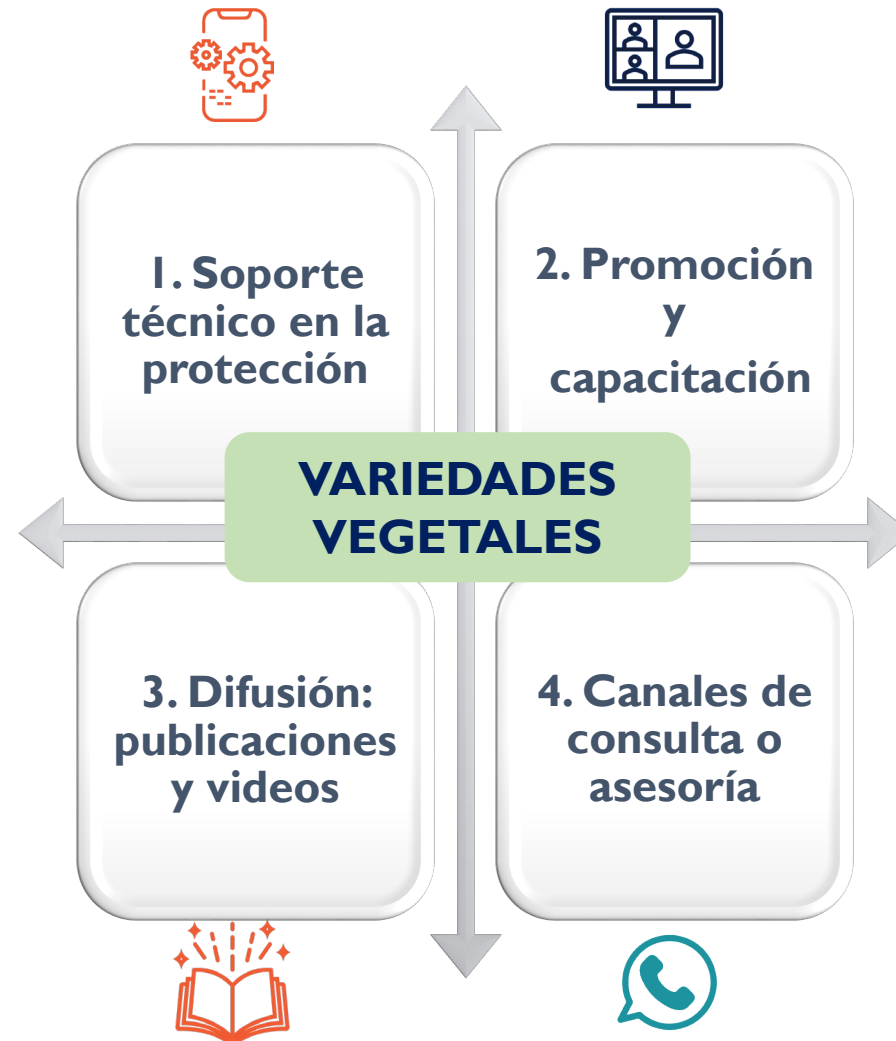 1. Soporte
técnico en la
protección
2. Promoción
y
capacitación
VARIEDADES
VEGETALES
3. Difusión:
publicaciones
y videos
4. Canales de
consulta o
asesoría